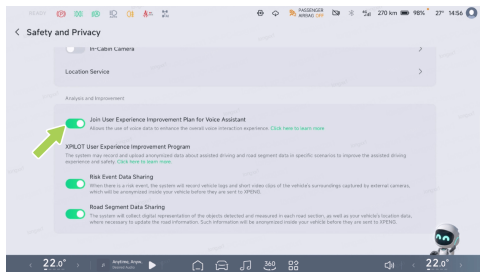 READY
PASSENGER
AIRBAG OFF
270 km
98%
27°
14:56
Safety and Privacy
In-Cabin Camera
Location Service
Analysis and Improvement
Join User Experience Improvement Plan for Voice Assistant
Allows the use of voice data to enhance the overall voice interaction experience. Click here to learn more
XPILOT User Experience Improvement Program
The system may record and upload anonymized data about assisted driving and road segment data in specific scenarios to improve the assisted driving
experience and safety. Click here to learn more
Risk Event Data Sharing
When there is a risk event, the system will record vehicle logs and short video clips of the vehicle's surroundings captured by external cameras,
which will be anonymized inside your vehicle before they are sent to XPENG.
Road Segment Data Sharing
The system will collect digital representation of the objects detected and measured in each road section, as well as your vehicle's location data,
where necessary to update the road information. Such information will be anonymized inside your vehicle before they are sent to XPENG.
22.0°
Anytime, Anyw
360
22.0°